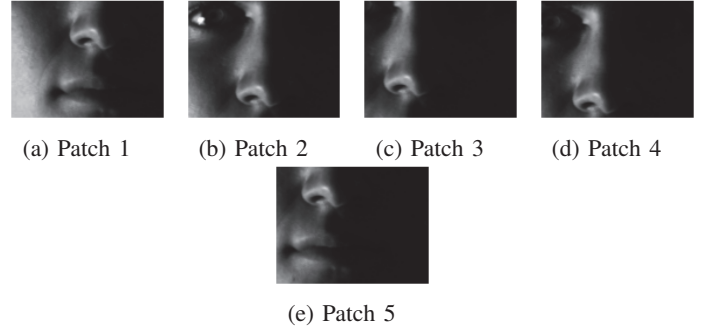 (a) Patch 1
(b) Patch 2
(c) Patch 3
(d) Patch 4
(e) Patch 5